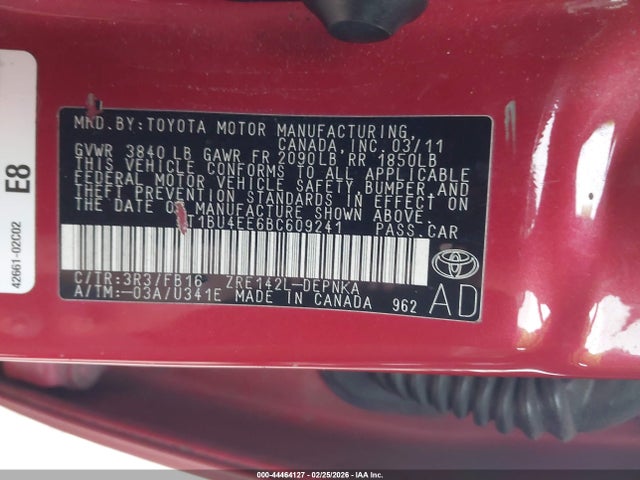 MFD.BY:TOYOTA MOTOR MANUFACTURING,
CANADA,INC.03/11
GVWR 3840 LB GAWR FR 2090LB RR 1850LB
THIS VEHICLE CONFORMS TO ALL APPLICABLE
FEDERAL MOTOR VEHICLE SAFETY, BUMPER,AND
THEFT PREVENTION STANDARDS IN EFFECT ON
THE DATE OF MANUFACTURE SHOWN ABOVE.
T1BU4EE6BC609241 PASS.CAR
C/TR:3R3/FB16 ZRE142L-DEPNKA
A/TM:-03A/U341E MADE IN CANADA 962
TOYOTA
AD
E8
42661-02C02
000-44464127 - 02/25/2026 - IAA Inc.